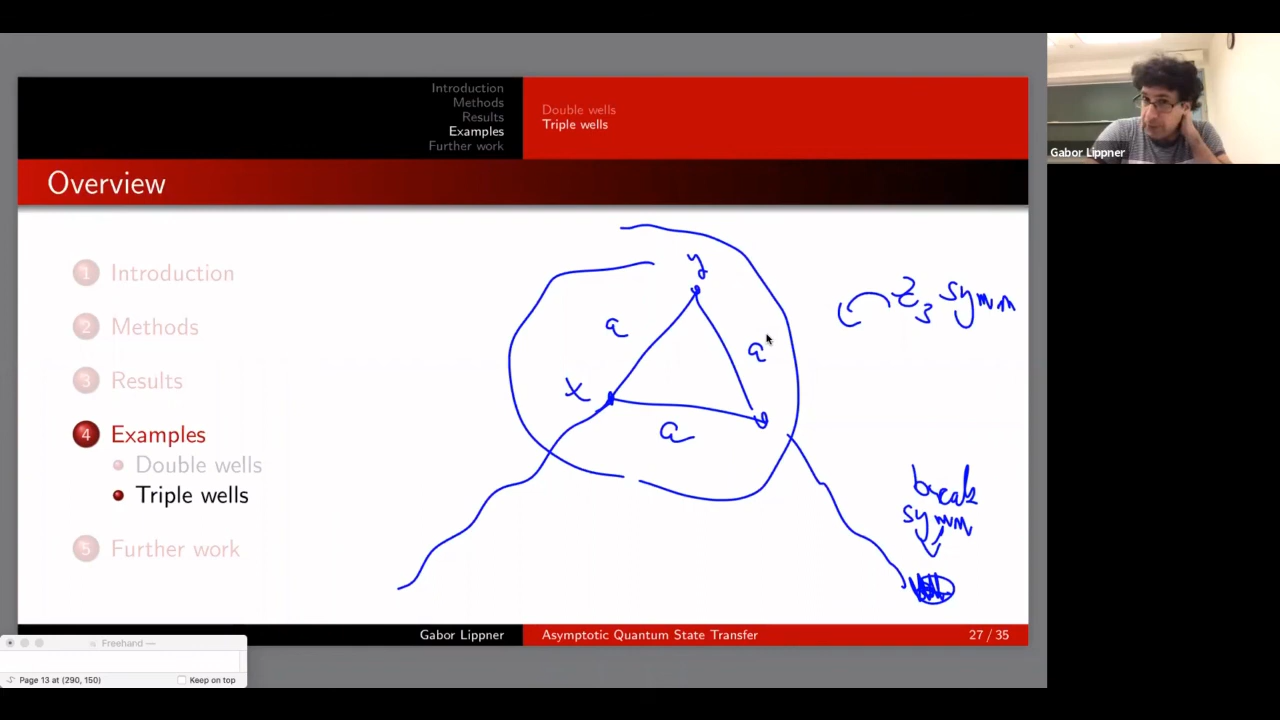 Introduction
Methods
Results
Examples
Further work
Double wells
Triple wells
Gabor Lippner
Overview
1 Introduction
2 Methods
3 Results
4 Examples
Double wells
Triple wells
5 Further work
y
a
a
x
a
Z3 symm
break
symm
Gabor Lippner
Asymptotic Quantum State Transfer
27 / 35
Freehand —
Page 13 at (290, 150)
Keep on top